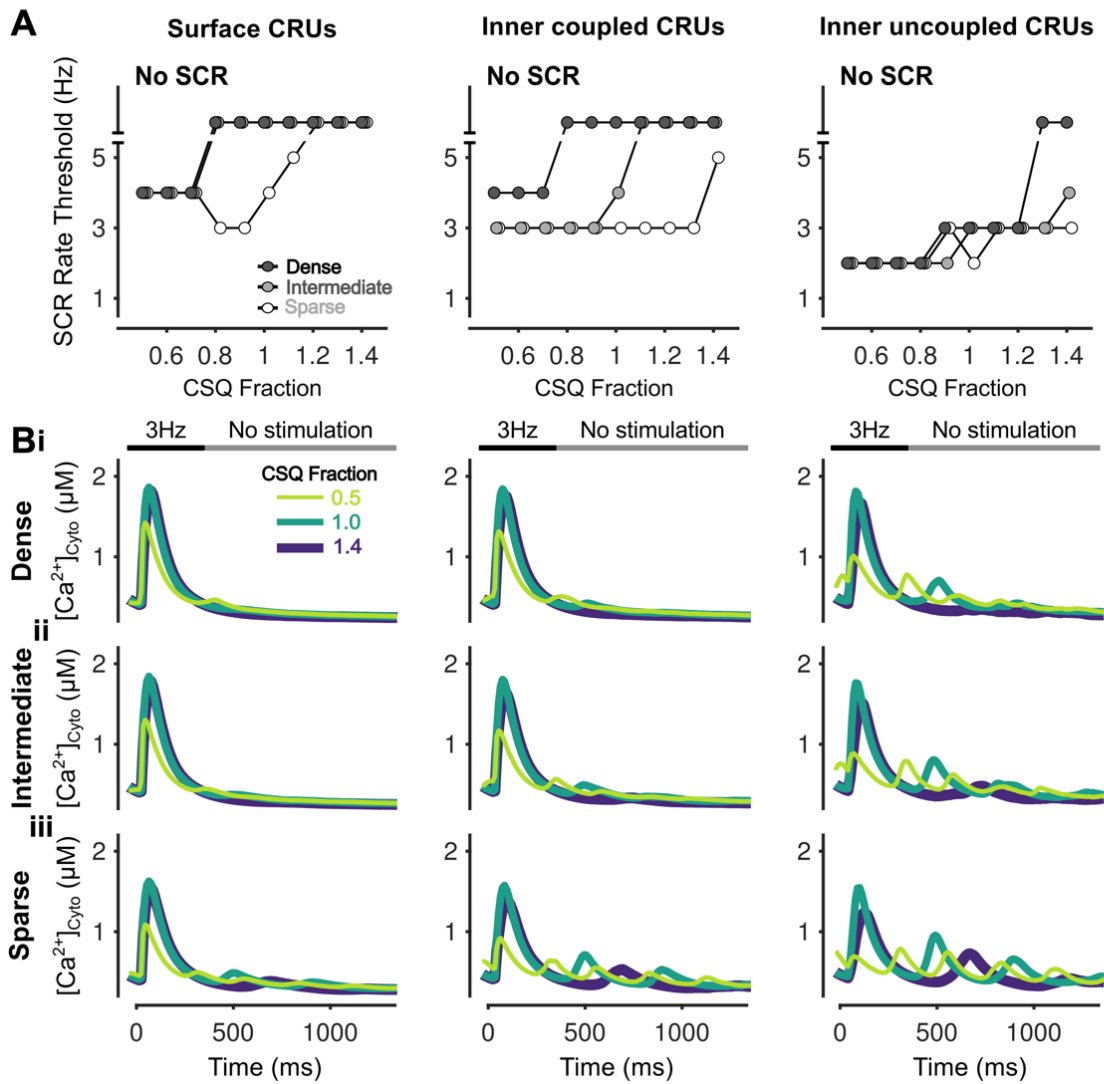 A
Surface CRUs
Inner coupled CRUs
Inner uncoupled CRUs
No SCR
No SCR
No SCR
SCR Rate Threshold (Hz)
5
3
1
5
3
1
5
3
1
Dense
Intermediate
Sparse
0.6 0.8 1 1.2 1.4
0.6 0.8 1 1.2 1.4
0.6 0.8 1 1.2 1.4
CSQ Fraction
CSQ Fraction
CSQ Fraction
Bi
3Hz No stimulation
3Hz No stimulation
3Hz No stimulation
Dense
[Ca²⁺]Cyto (μM)
2
1
2
1
2
1
CSQ Fraction
0.5
1.0
1.4
ii
Intermediate
[Ca²⁺]Cyto (μM)
2
1
2
1
2
1
iii
Sparse
[Ca²⁺]Cyto (μM)
2
1
2
1
2
1
0 500 1000
0 500 1000
0 500 1000
Time (ms)
Time (ms)
Time (ms)